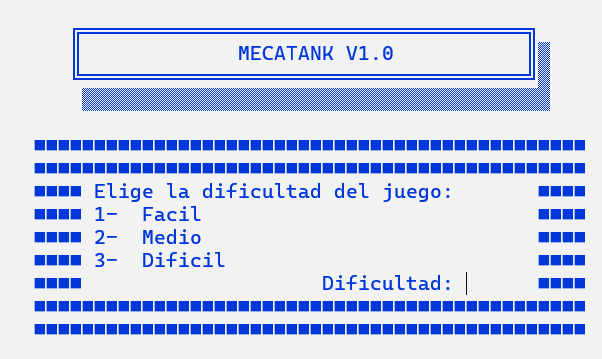 MECATANK V1.0
Elige la dificultad del juego:
1-  Facil
2-  Medio
3-  Dificil
Dificultad: